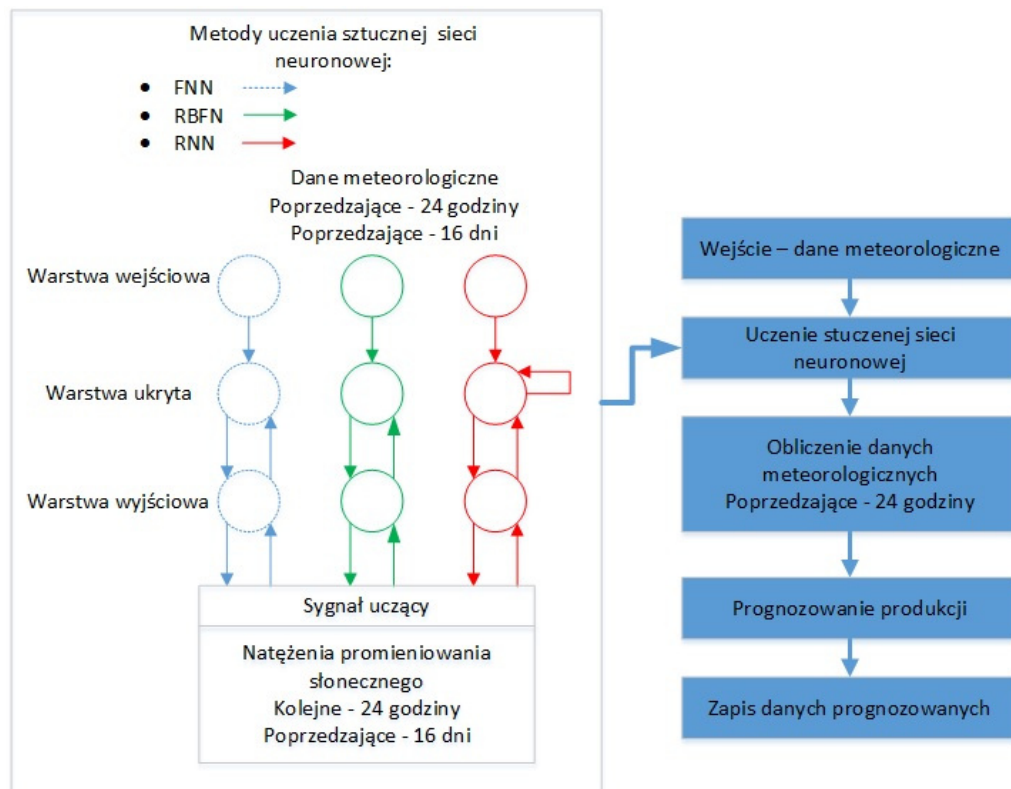 Metody uczenia sztucznej sieci
neuronowej:
• FNN
• RBFN
• RNN
Dane meteorologiczne
Poprzedzające - 24 godziny
Poprzedzające - 16 dni
Warstwa wejściowa
Warstwa ukryta
Warstwa wyjściowa
Sygnał uczący
Natężenia promieniowania
słonecznego
Kolejne - 24 godziny
Poprzedzające - 16 dni
Wejście – dane meteorologiczne
Uczenie stuczenej sieci
neuronowej
Obliczenie danych
meteorologicznych
Poprzedzające - 24 godziny
Prognozowanie produkcji
Zapis danych prognozowanych